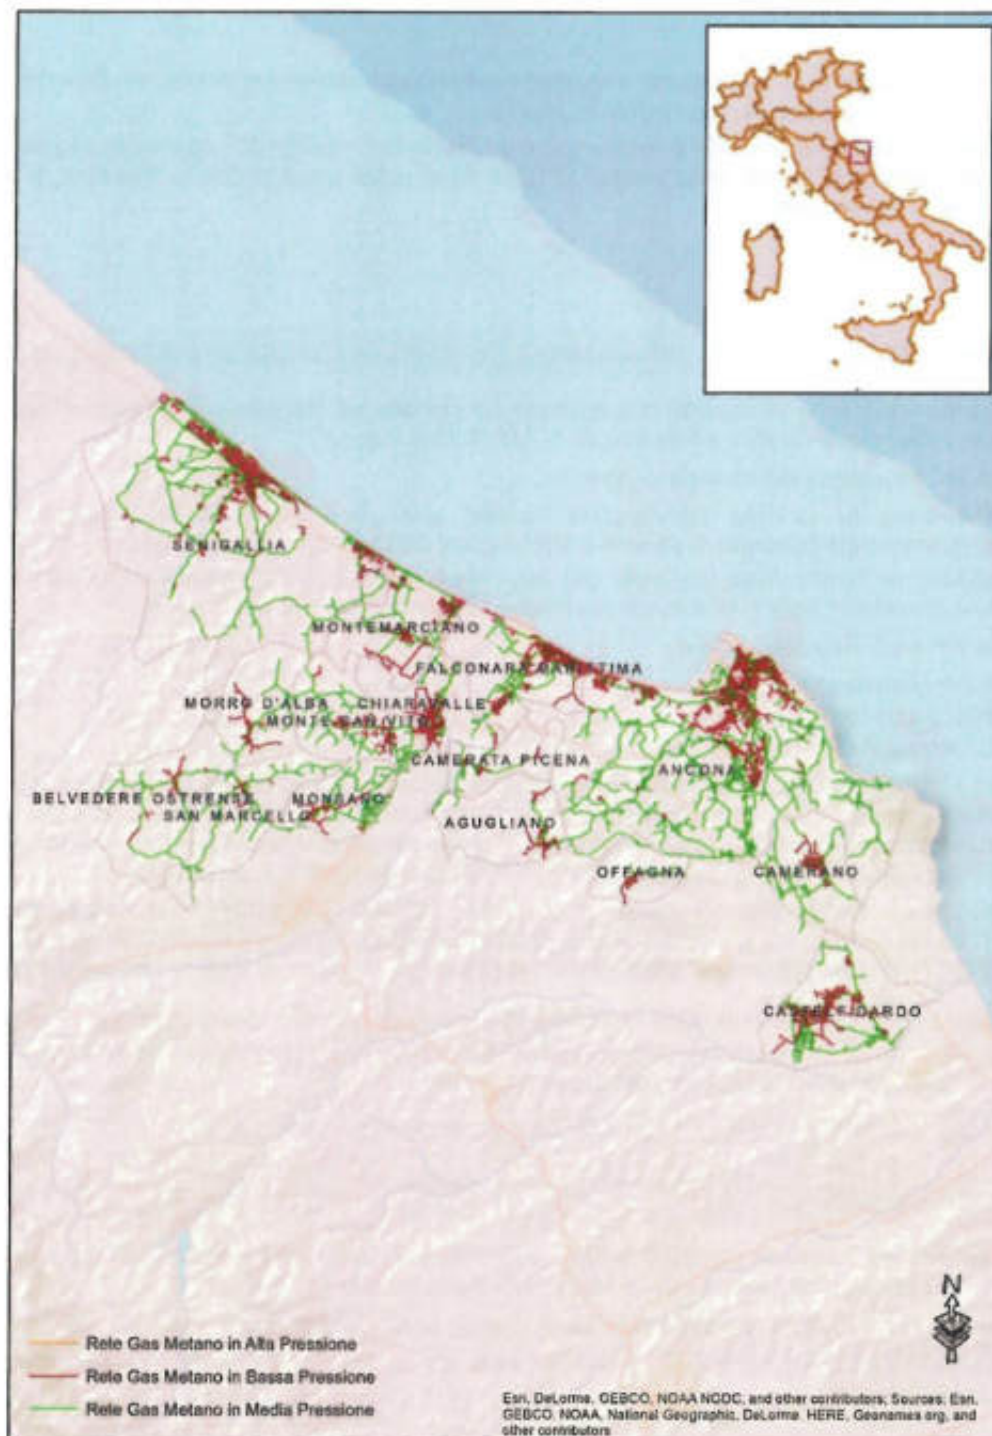 SENIGALLIA
MONTEMARCIANO
FALCONARA MARITTIMA
MORRO D'ALBA
CHIARAVALLE
MONTE SAN VITO
CAMERATA PICENA
ANCONA
BELVEDERE OSTRENSE
MONSANO
SAN MARCELLO
AGUGLIANO
OFFAGNA
CAMERANO
CASTELFIDARDO
N
Rete Gas Metano in Alta Pressione
Rete Gas Metano in Bassa Pressione
Rete Gas Metano in Media Pressione
Esri, DeLorme, GEBCO, NOAA NGDC, and other contributors; Sources: Esri,
GEBCO, NOAA, National Geographic, DeLorme, HERE, Geonames.org, and
other contributors